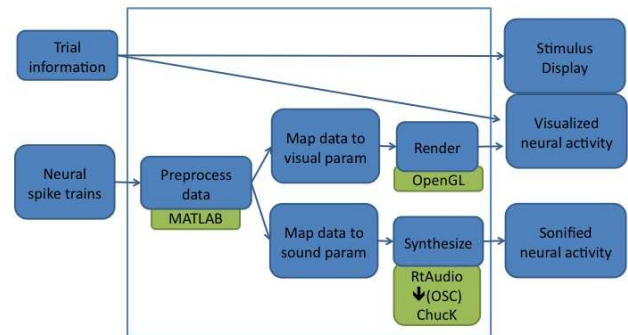 Trial
information
Stimulus
Display
Map data to
visual param
Render
OpenGL
Visualized
neural activity
Neural
spike trains
Preprocess
data
MATLAB
Map data to
sound param
Synthesize
RtAudio
🡻(OSC)
ChucK
Sonified
neural activity